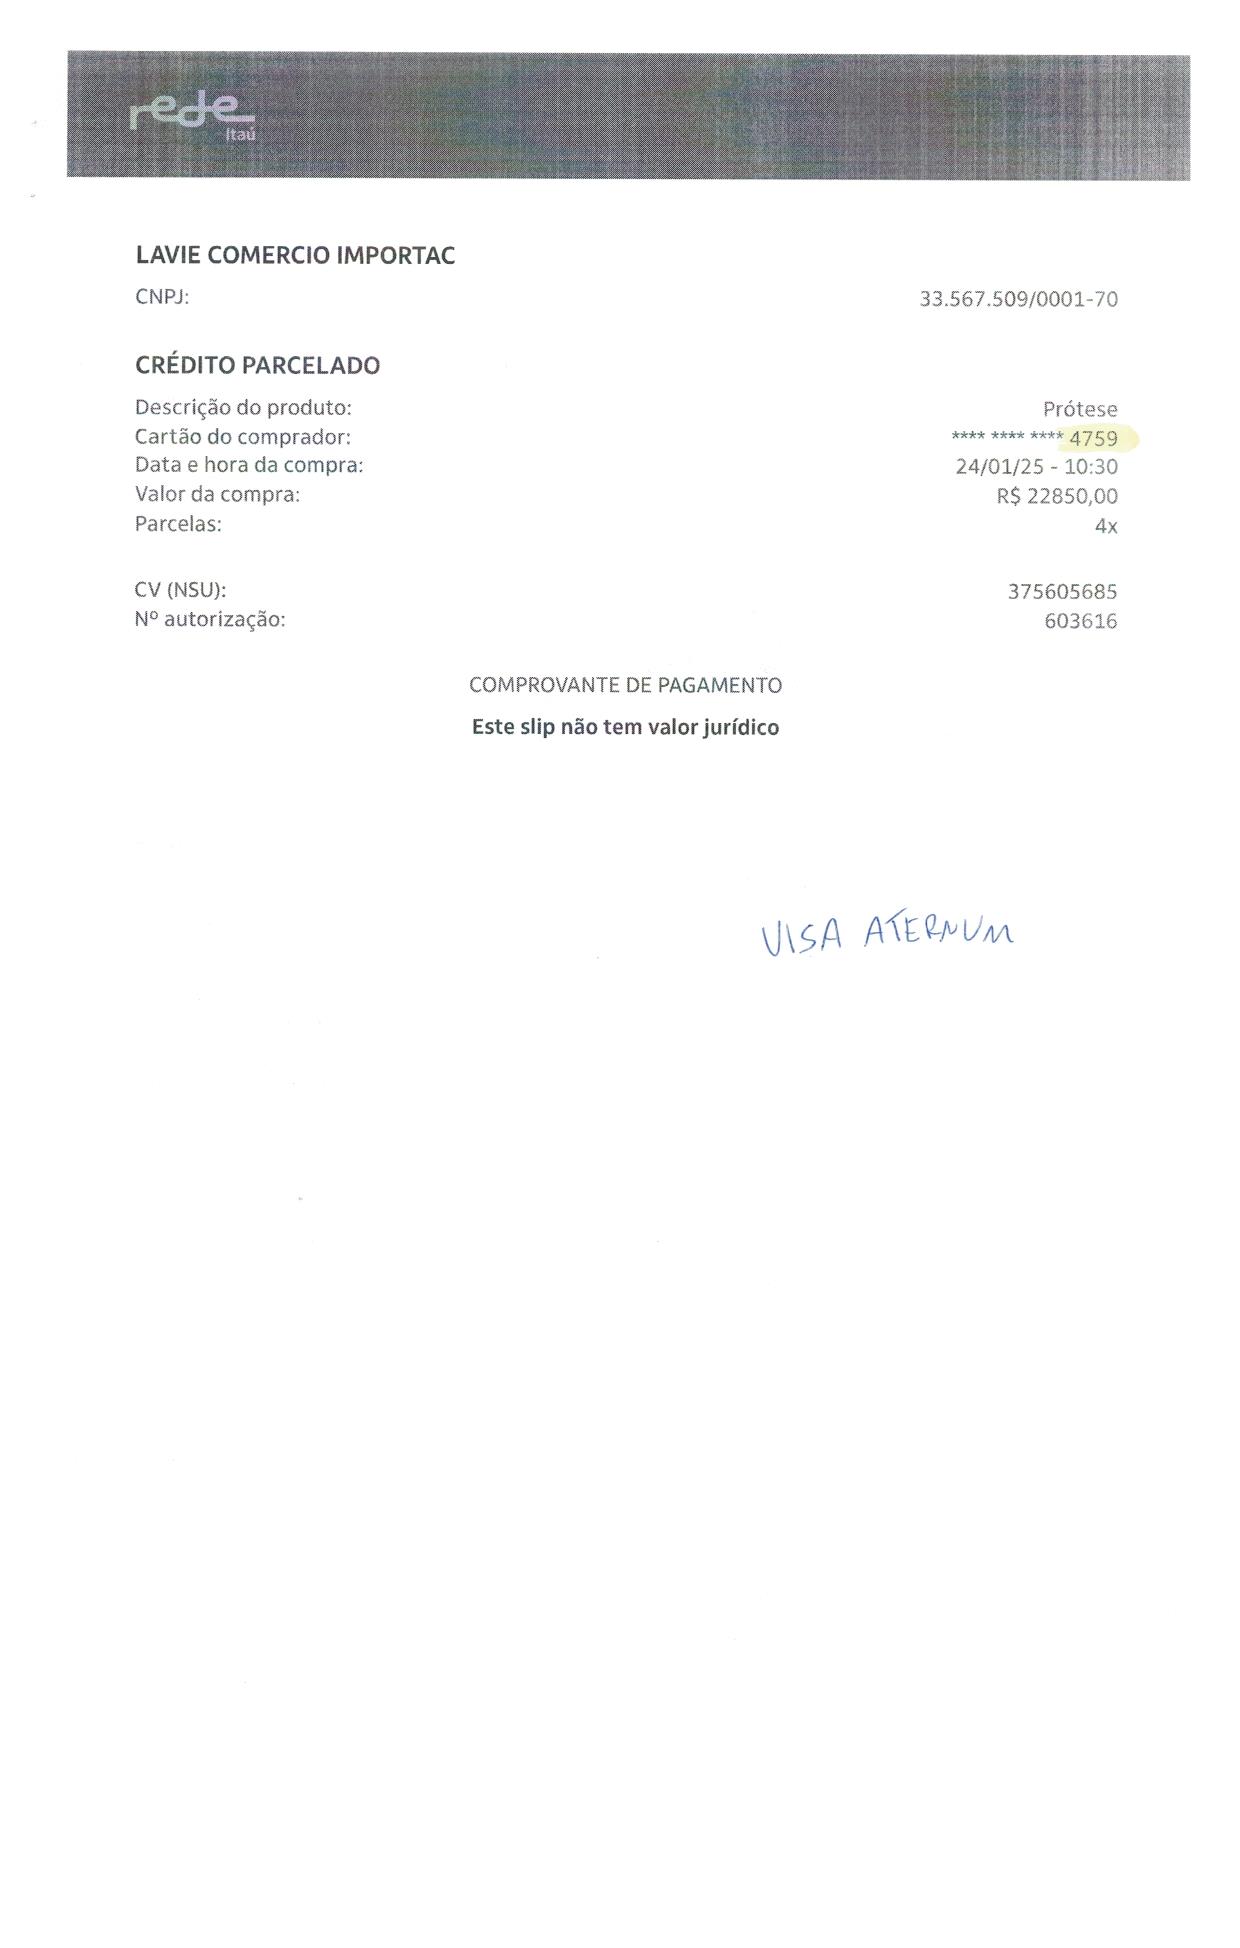 rede
Itaú
LAVIE COMERCIO IMPORTAC
CNPJ: 33.567.509/0001-70
CRÉDITO PARCELADO
Descrição do produto: Prótese
Cartão do comprador: **** **** **** 4759
Data e hora da compra: 24/01/25 - 10:30
Valor da compra: R$ 22850,00
Parcelas: 4x
CV (NSU): 375605685
Nº autorização: 603616
COMPROVANTE DE PAGAMENTO
Este slip não tem valor jurídico
VISA ATERNUM